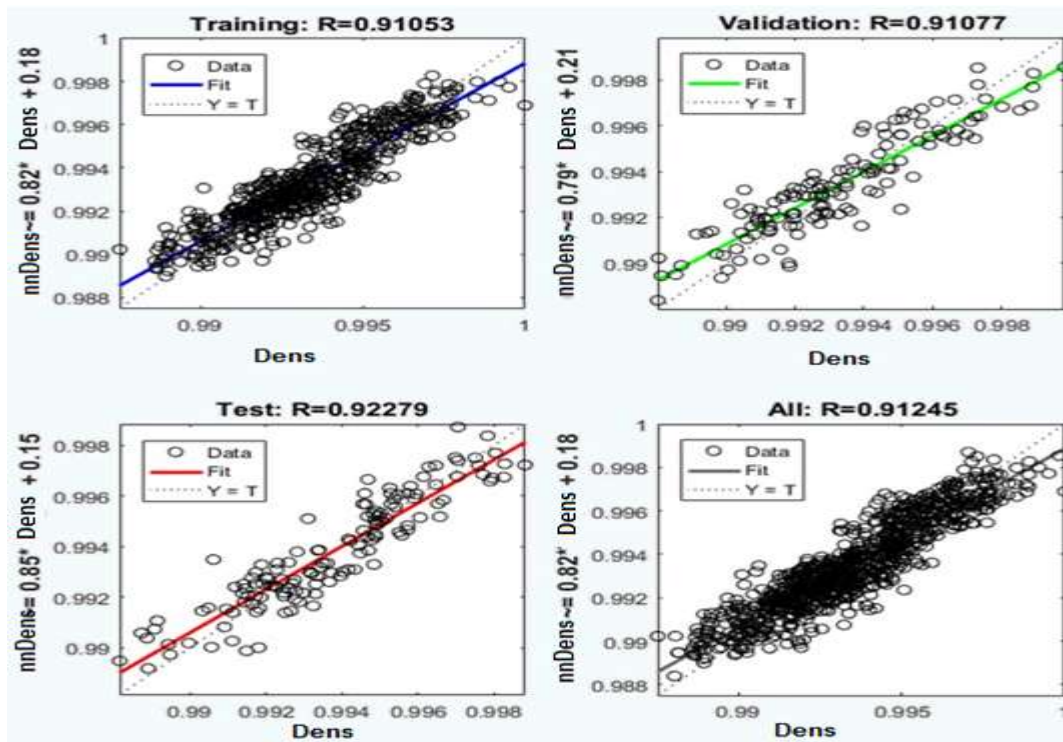 Training: R=0.91053
nnDens~= 0.82* Dens + 0.18
1
0.998
0.996
0.994
0.992
0.99
0.988
Data
Fit
Y = T
0.99 0.995 1
Dens
Validation: R=0.91077
nnDens~= 0.79* Dens + 0.21
0.998
0.996
0.994
0.992
0.99
Data
Fit
Y = T
0.99 0.992 0.994 0.996 0.998
Dens
Test: R=0.92279
nnDens= 0.85* Dens + 0.15
0.998
0.996
0.994
0.992
0.99
Data
Fit
Y = T
0.99 0.992 0.994 0.996 0.998
Dens
All: R=0.91245
nnDens~= 0.82* Dens + 0.18
1
0.998
0.996
0.994
0.992
0.99
0.988
Data
Fit
Y = T
0.99 0.995 1
Dens